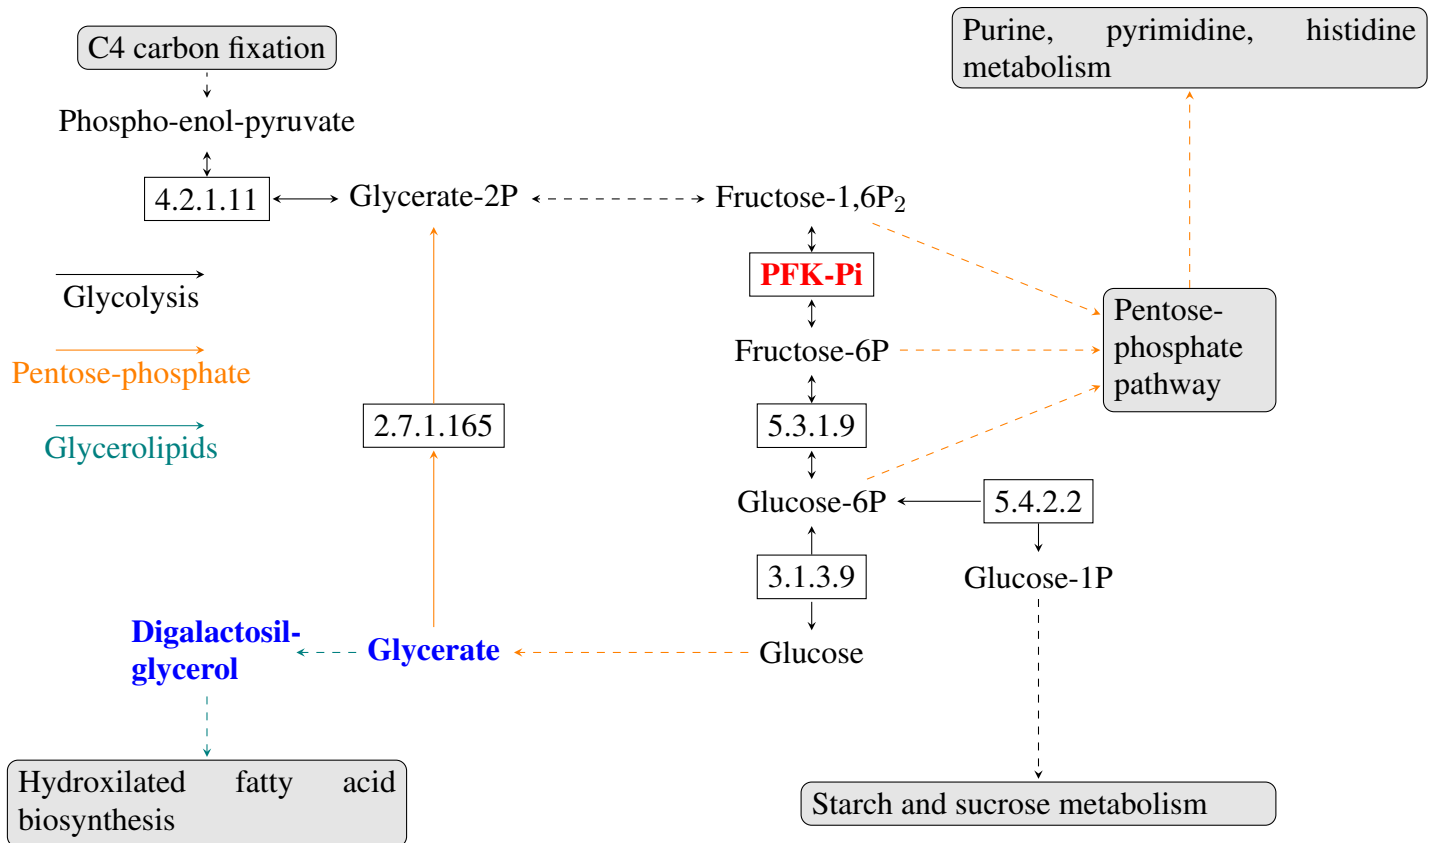 C4 carbon fixation
Purine, pyrimidine, histidine
metabolism
Phospho-enol-pyruvate
4.2.1.11
Glycerate-2P
Fructose-1,6P₂
PFK-Pi
Glycolysis
Pentose-
phosphate
pathway
Fructose-6P
Pentose-phosphate
2.7.1.165
5.3.1.9
Glycerolipids
Glucose-6P
5.4.2.2
3.1.3.9
Glucose-1P
Digalactosil-
glycerol
Glycerate
Glucose
Hydroxilated fatty acid
biosynthesis
Starch and sucrose metabolism